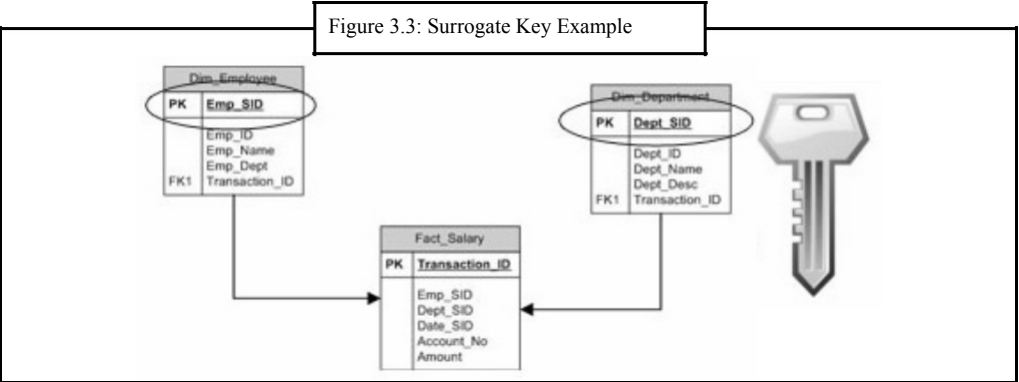 Figure 3.3: Surrogate Key Example
Dim_Employee
PK Emp_SID
Emp_ID
Emp_Name
Emp_Dept
FK1 Transaction_ID
Dim_Department
PK Dept_SID
Dept_ID
Dept_Name
Dept_Desc
FK1 Transaction_ID
Fact_Salary
PK Transaction_ID
Emp_SID
Dept_SID
Date_SID
Account_No
Amount